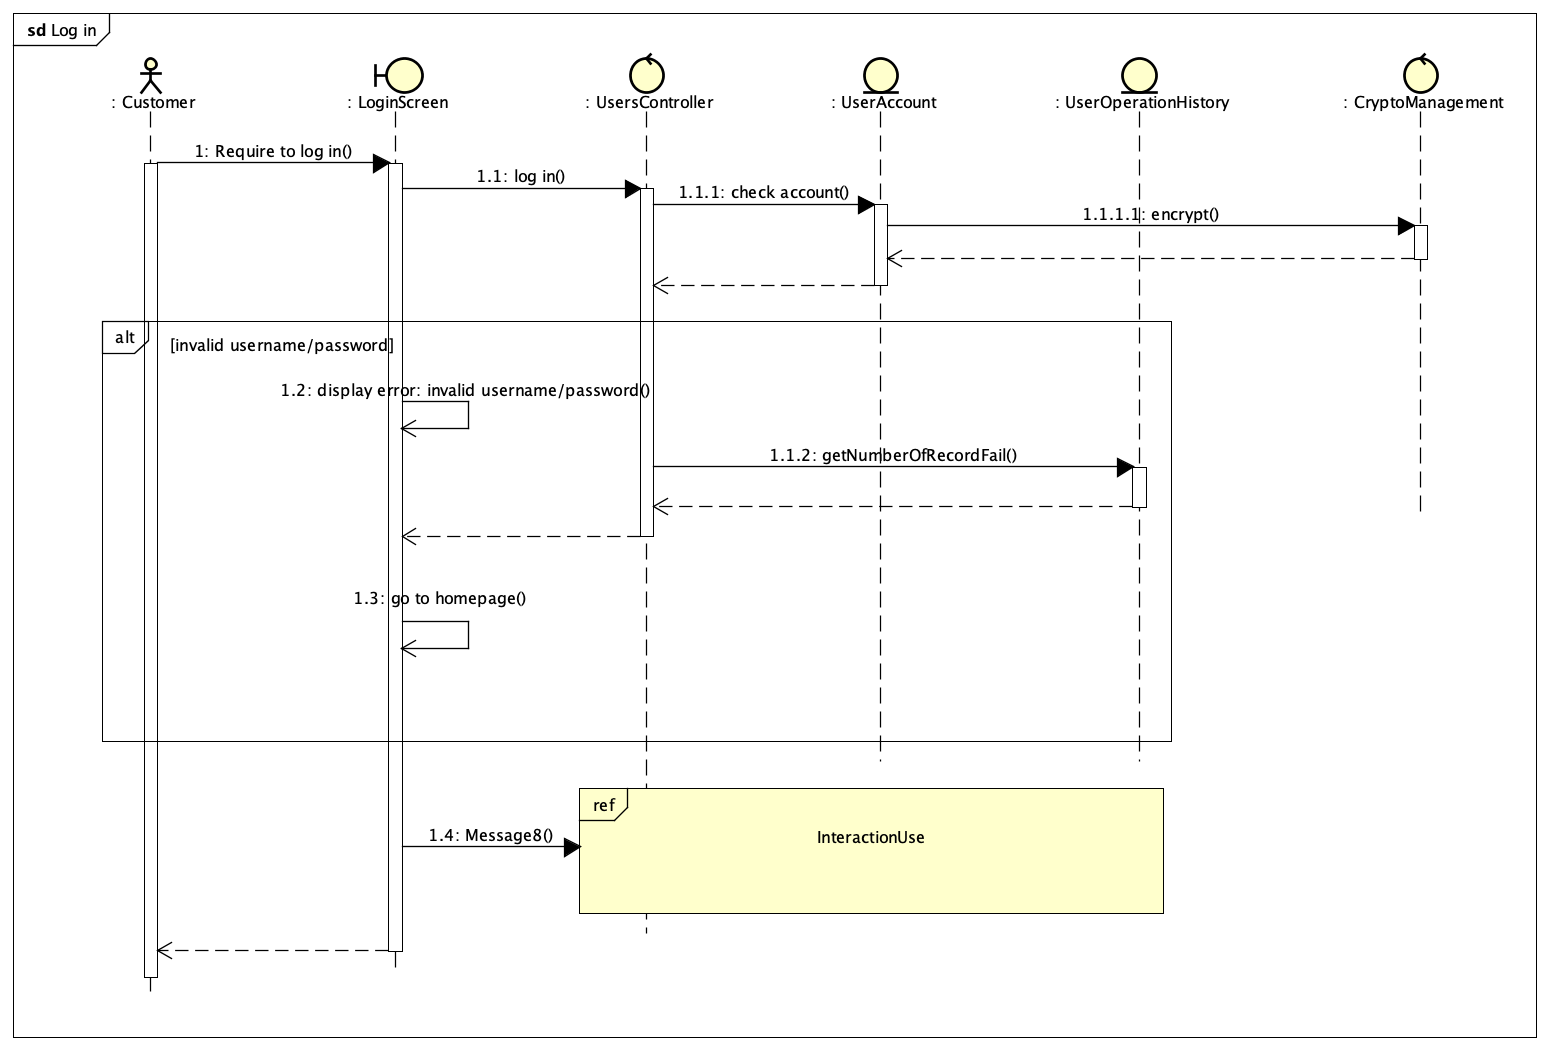 sd Log in
: Customer
: LoginScreen
: UsersController
: UserAccount
: UserOperationHistory
: CryptoManagement
1: Require to log in()
1.1: log in()
1.1.1: check account()
1.1.1.1: encrypt()
alt
[invalid username/password]
1.2: display error: invalid username/password()
1.1.2: getNumberOfRecordFail()
1.3: go to homepage()
ref
InteractionUse
1.4: Message8()